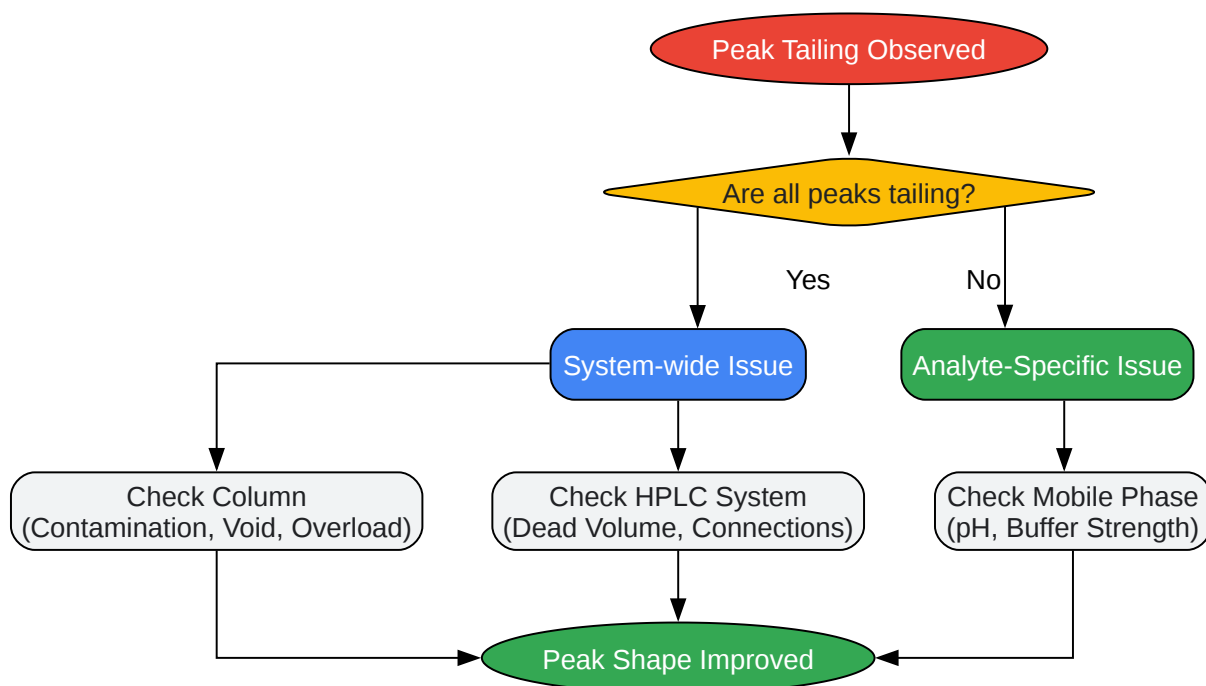 Peak Tailing Observed
Are all peaks tailing?
Yes
No
System-wide Issue
Analyte-Specific Issue
Check Column
(Contamination, Void, Overload)
Check HPLC System
(Dead Volume, Connections)
Check Mobile Phase
(pH, Buffer Strength)
Peak Shape Improved